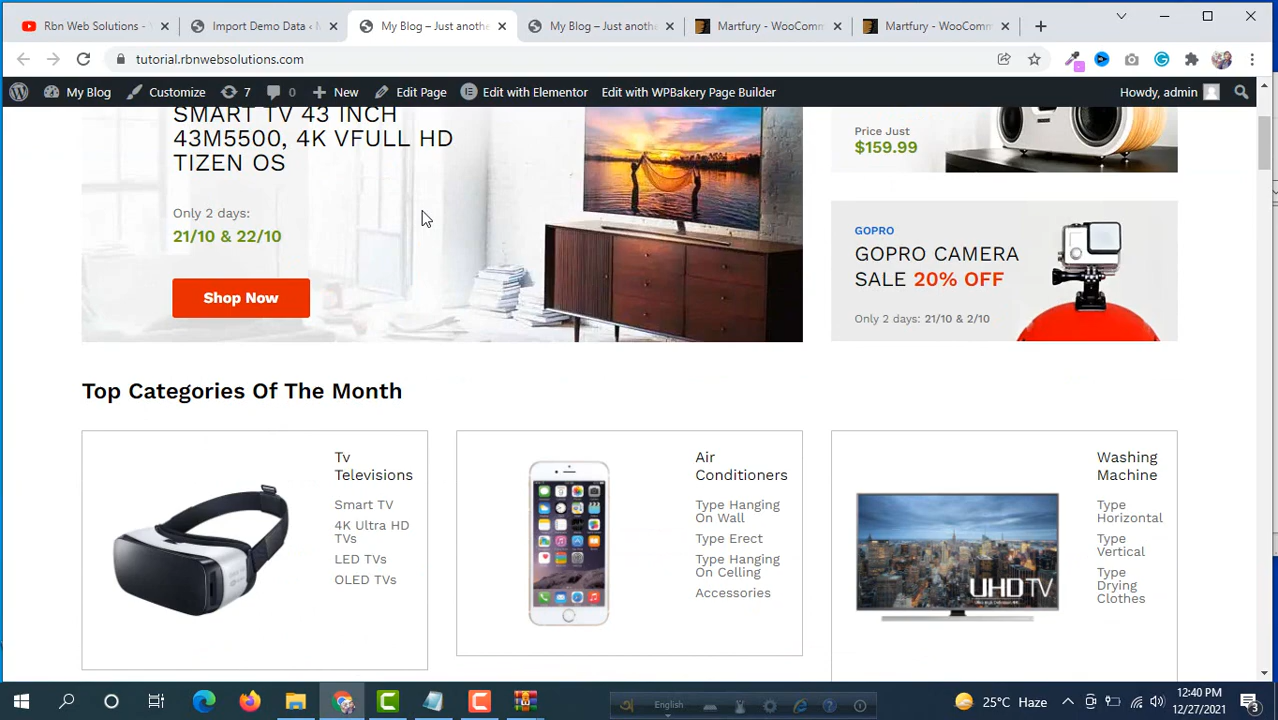 Rbn Web Solutions -
Import Demo Data ‹ M
My Blog – Just anothe
My Blog – Just anothe
Martfury - WooComm
Martfury - WooComm
tutorial.rbnwebsolutions.com
My Blog
Customize
7
0
New
Edit Page
Edit with Elementor
Edit with WPBakery Page Builder
Howdy, admin
SMART TV 43 INCH
43M5500, 4K VFULL HD
TIZEN OS
Only 2 days:
21/10 & 22/10
Shop Now
Price Just
$159.99
GOPRO
GOPRO CAMERA
SALE 20% OFF
Only 2 days: 21/10 & 2/10
Top Categories Of The Month
Tv
Televisions
Smart TV
4K Ultra HD
TVs
LED TVs
OLED TVs
Air
Conditioners
Type Hanging
On Wall
Type Erect
Type Hanging
On Celling
Accessories
UHDTV
Washing
Machine
Type
Horizontal
Type
Vertical
Type
Drying
Clothes
English
25°C Haze
12:40 PM
12/27/2021
3